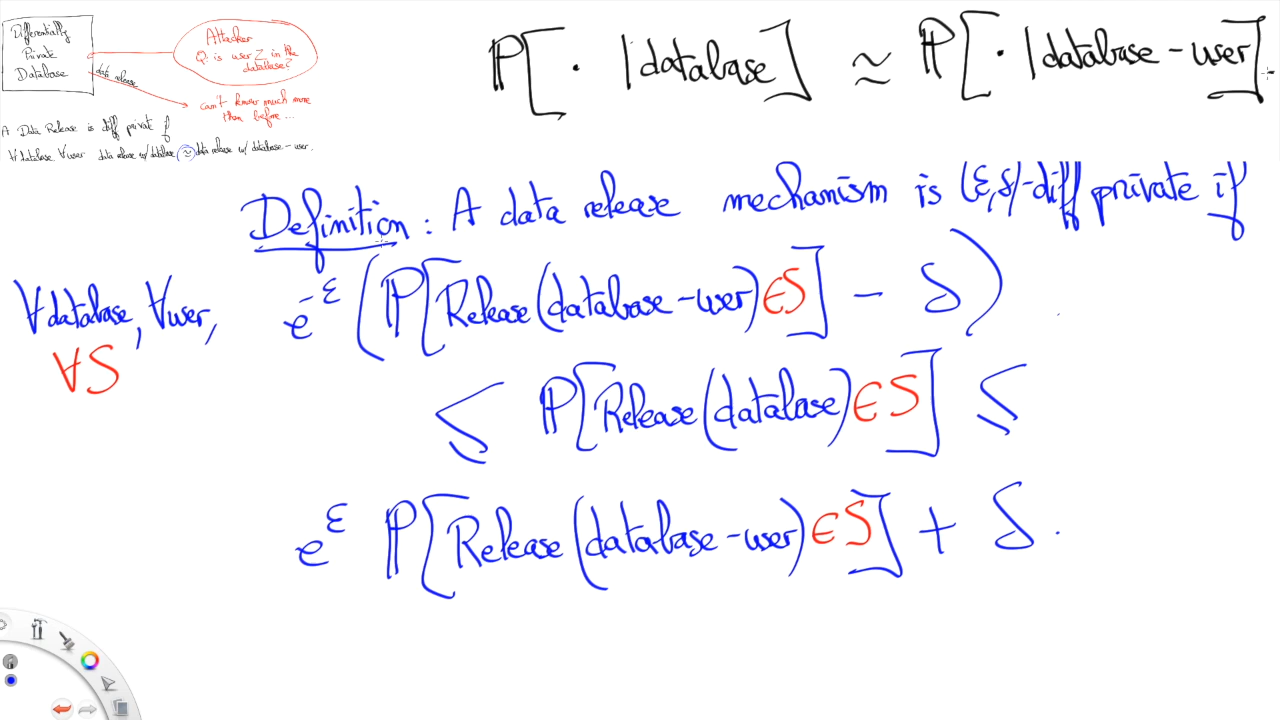 Differentially
Private
Database
data release
Attacker
Q: is user Z in the
database?
can't know much more
than before...
A Data Release is diff private if
∀database ∀user data release w/ database ≈ data release w/ database - user.
ℙ[ · | database ] ≈ ℙ[ · | database - user ].
Definition : A data release mechanism is (ε,δ)-diff private if
∀database, ∀user, e^-ε ( ℙ[Release(database - user) ∈ S] - δ )
∀S
≤ ℙ[Release(database) ∈ S] ≤
e^ε ℙ[Release(database - user) ∈ S] + δ.